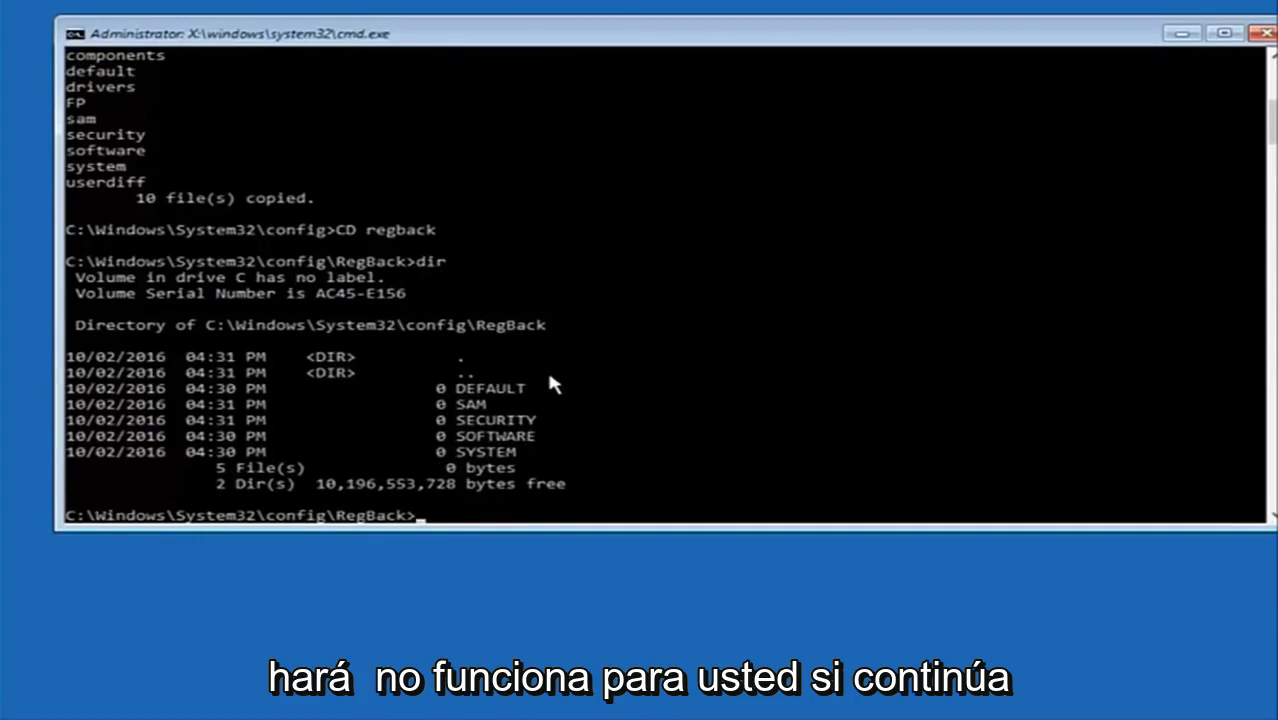 Administrator: X:\windows\system32\cmd.exe
components
default
drivers
FP
sam
security
software
system
userdiff
10 file(s) copied.
C:\Windows\System32\config>CD regback
C:\Windows\System32\config\RegBack>dir
Volume in drive C has no label.
Volume Serial Number is AC45-E156
Directory of C:\Windows\System32\config\RegBack
10/02/2016 04:31 PM <DIR> .
10/02/2016 04:31 PM <DIR> ..
10/02/2016 04:30 PM 0 DEFAULT
10/02/2016 04:31 PM 0 SAM
10/02/2016 04:31 PM 0 SECURITY
10/02/2016 04:30 PM 0 SOFTWARE
10/02/2016 04:30 PM 0 SYSTEM
5 File(s) 0 bytes
2 Dir(s) 10,196,553,728 bytes free
C:\Windows\System32\config\RegBack>_
hará no funciona para usted si continúa